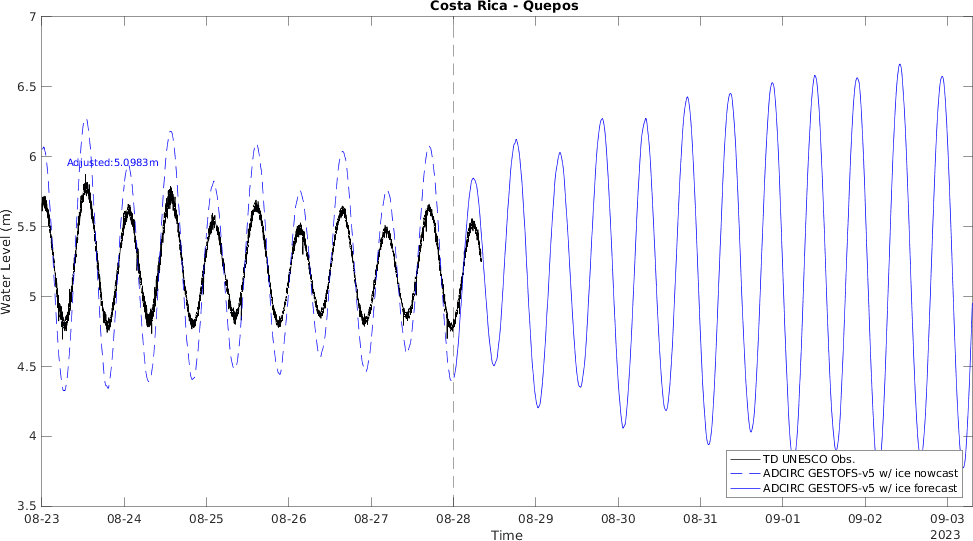 Costa Rica - Quepos
7
6.5
6
5.5
5
4.5
4
3.5
Water Level (m)
Adjusted:5.0983m
TD UNESCO Obs.
ADCIRC GESTOFS-v5 w/ ice nowcast
ADCIRC GESTOFS-v5 w/ ice forecast
08-23 08-24 08-25 08-26 08-27 08-28 08-29 08-30 08-31 09-01 09-02 09-03
2023
Time